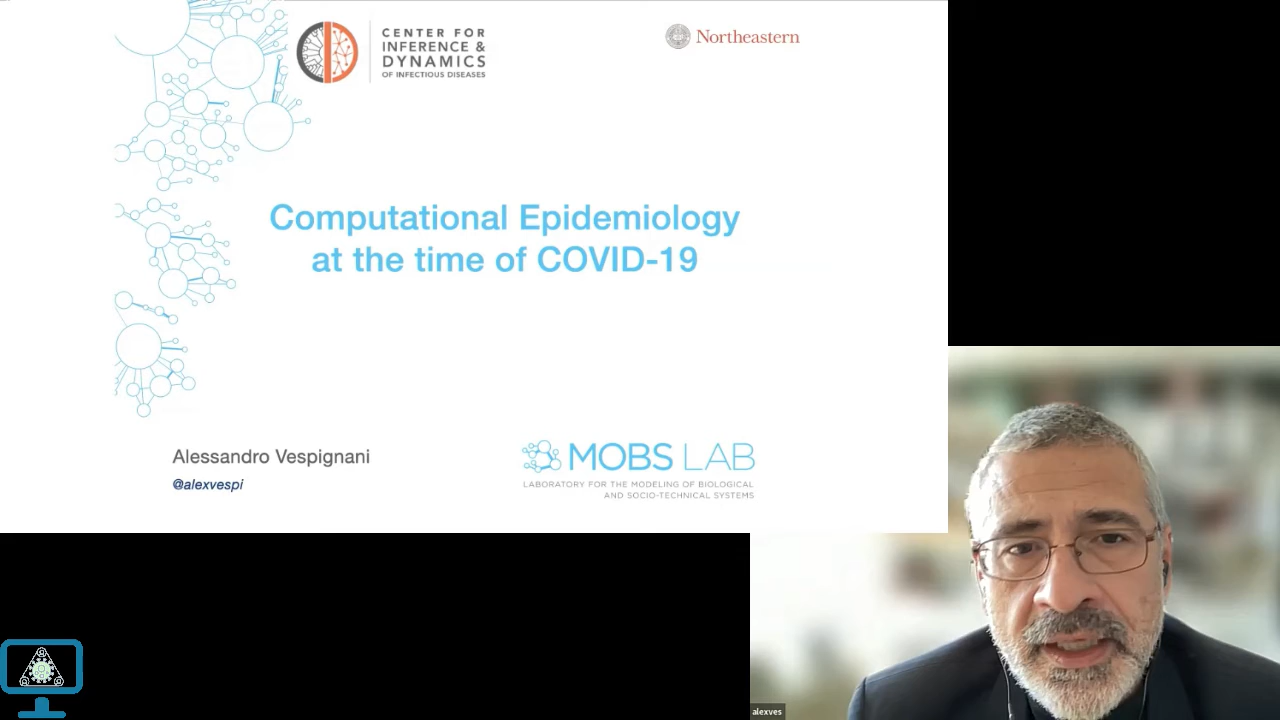 CENTER FOR
INFERENCE &
DYNAMICS
OF INFECTIOUS DISEASES
Northeastern
Computational Epidemiology
at the time of COVID-19
Alessandro Vespignani
@alexvespi
MOBS LAB
LABORATORY FOR THE MODELING OF BIOLOGICAL
AND SOCIO-TECHNICAL SYSTEMS
alexves